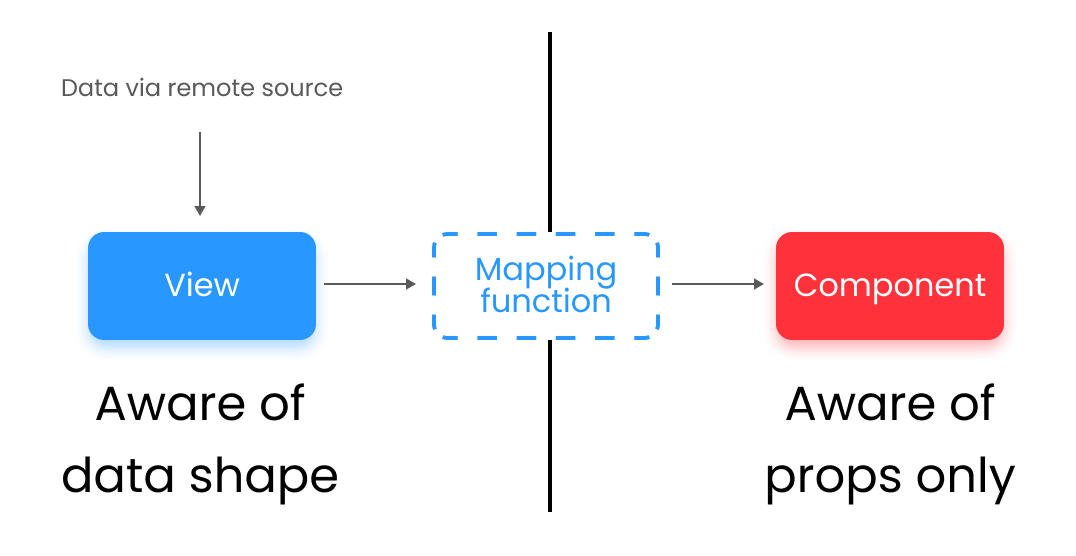 Data via remote source
View
Mapping
function
Component
Aware of
data shape
Aware of
props only